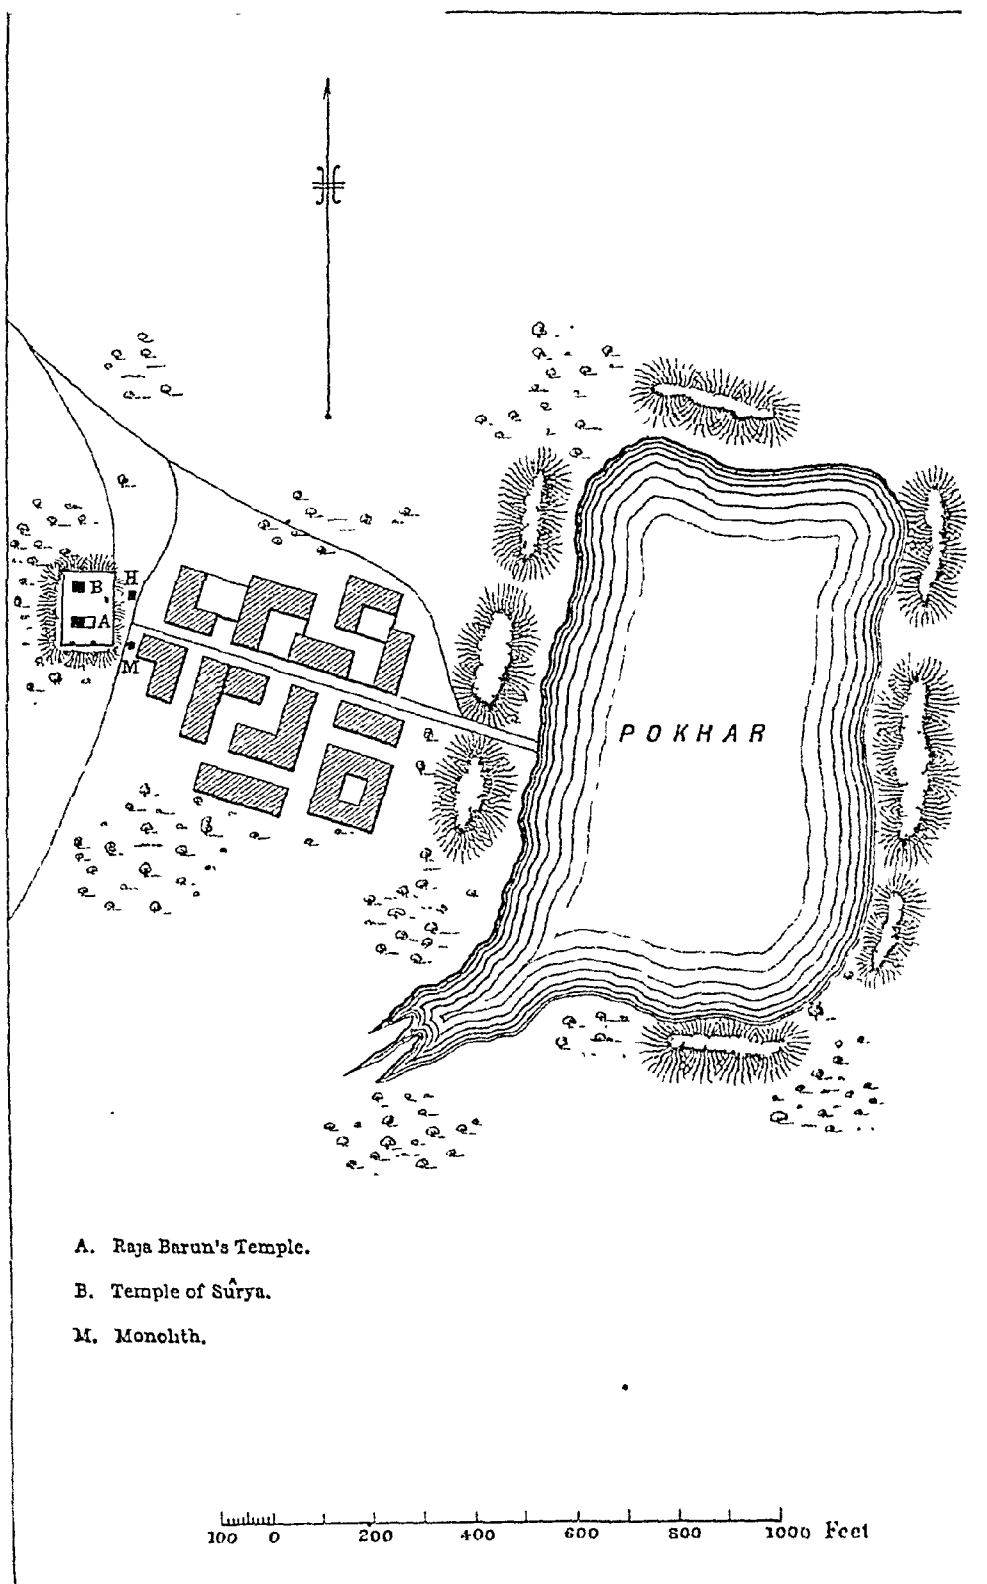 B
H
A
M
POKHAR
A. Raja Barun's Temple.
B. Temple of Sûrya.
M. Monolith.
100 0 200 400 600 800 1000 Feet